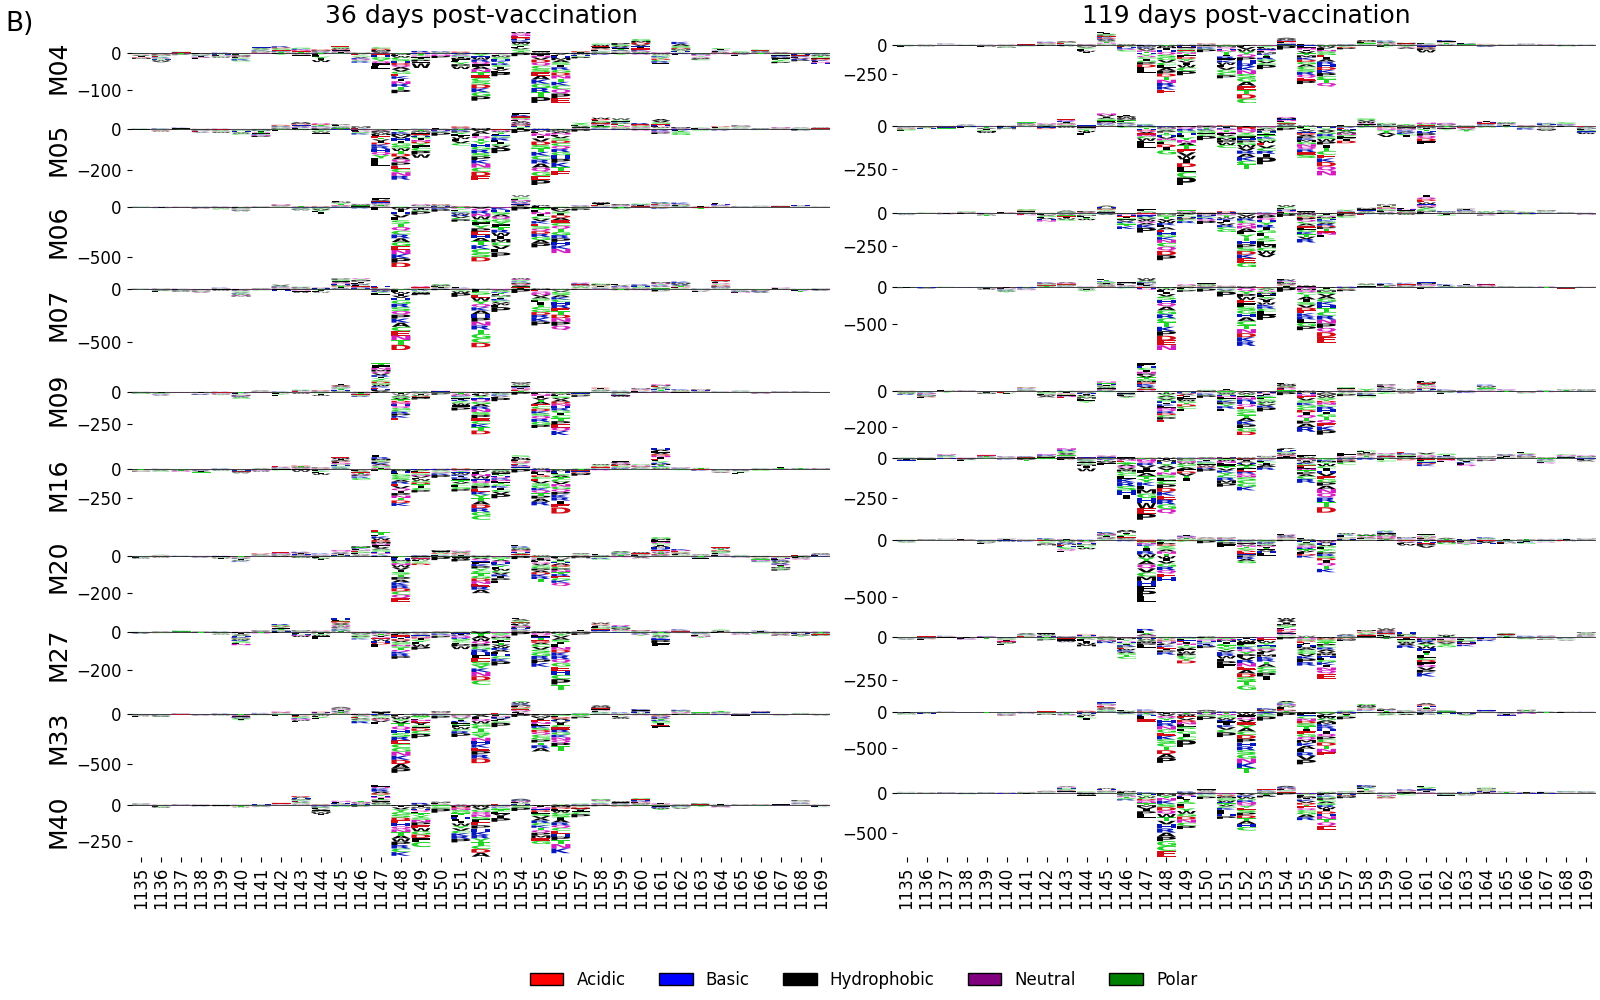 B)
36 days post-vaccination
119 days post-vaccination
M04
0
−100
0
−250
M05
0
−200
0
−250
M06
0
−500
0
−250
M07
0
−500
0
−500
M09
0
−250
0
−200
M16
0
−250
0
−250
M20
0
−200
0
−500
M27
0
−200
0
−250
M33
0
−500
0
−500
M40
0
−250
0
−500
1135 1136 1137 1138 1139 1140 1141 1142 1143 1144 1145 1146 1147 1148 1149 1150 1151 1152 1153 1154 1155 1156 1157 1158 1159 1160 1161 1162 1163 1164 1165 1166 1167 1168 1169
1135 1136 1137 1138 1139 1140 1141 1142 1143 1144 1145 1146 1147 1148 1149 1150 1151 1152 1153 1154 1155 1156 1157 1158 1159 1160 1161 1162 1163 1164 1165 1166 1167 1168 1169
Acidic Basic Hydrophobic Neutral Polar